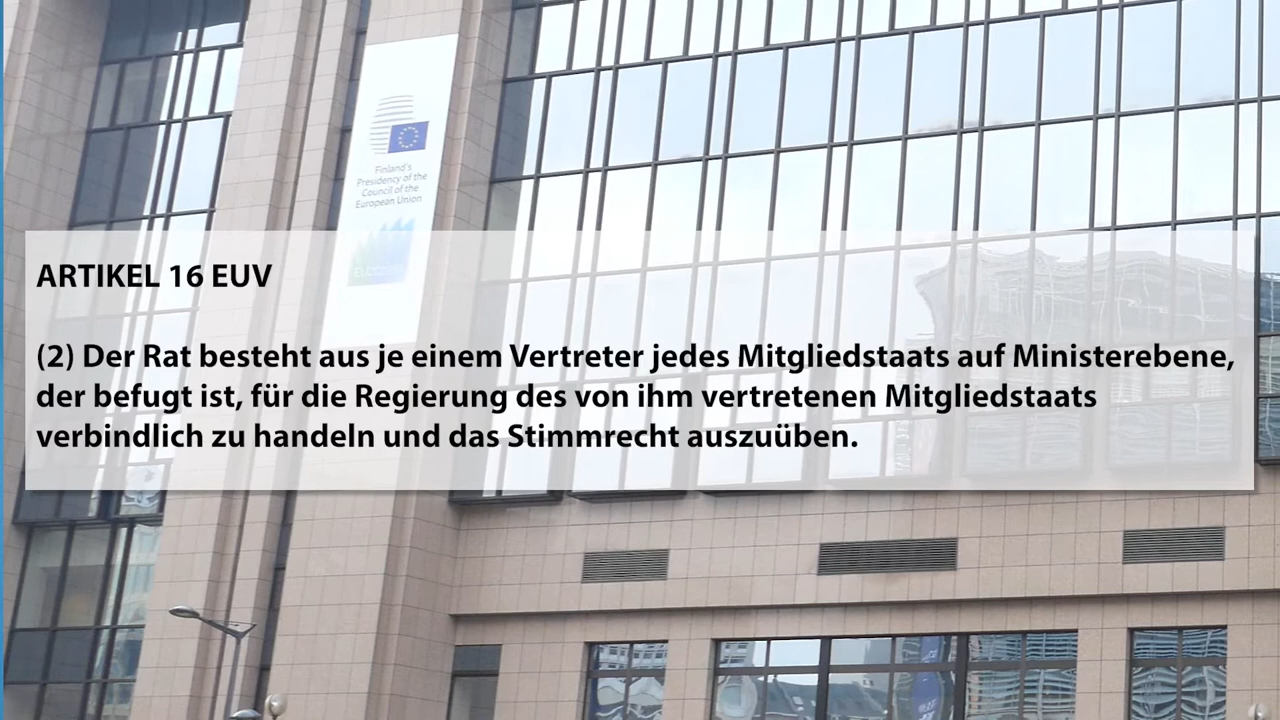 Finland's
Presidency of the
Council of the
European Union
ARTIKEL 16 EUV
(2) Der Rat besteht aus je einem Vertreter jedes Mitgliedstaats auf Ministerebene,
der befugt ist, für die Regierung des von ihm vertretenen Mitgliedstaats
verbindlich zu handeln und das Stimmrecht auszuüben.